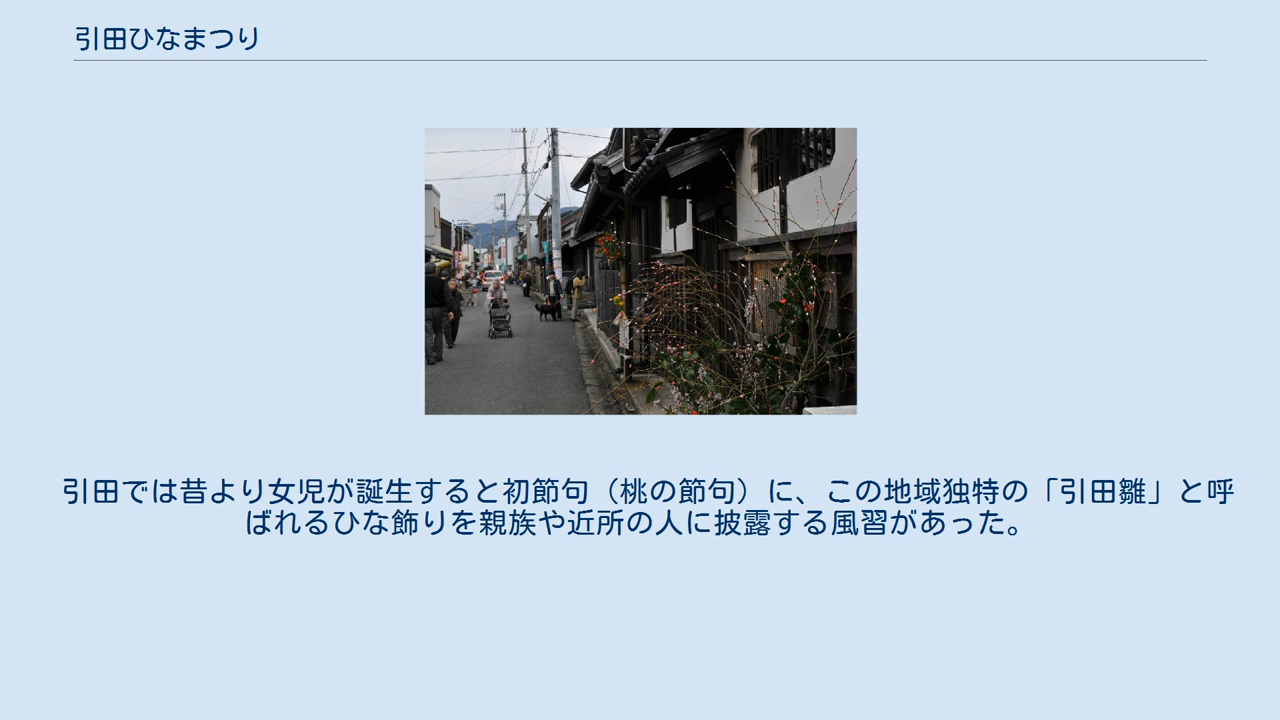 引田ひなまつり
引田では昔より女児が誕生すると初節句（桃の節句）に、この地域独特の「引田雛」と呼
ばれるひな飾りを親族や近所の人に披露する風習があった。